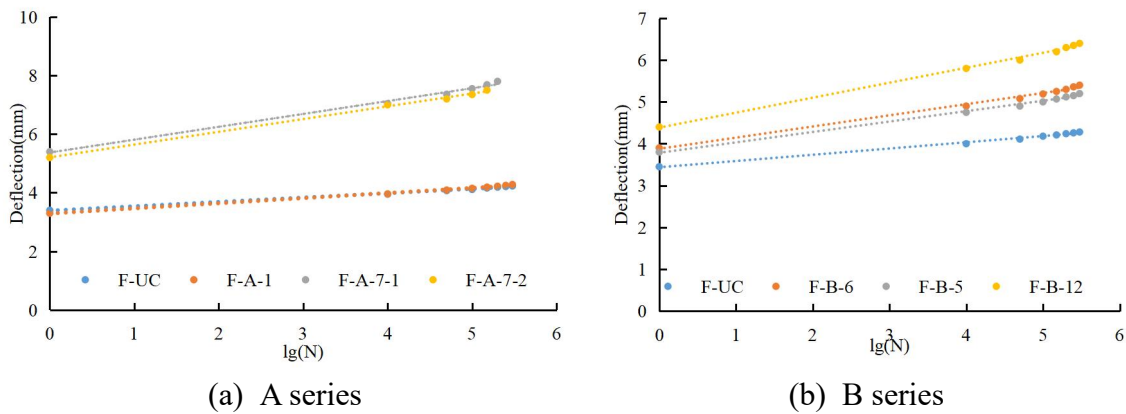 10
8
6
4
2
0
Deflection(mm)
F-UC F-A-1 F-A-7-1 F-A-7-2
0 1 2 3 4 5 6
lg(N)
(a) A series
7
6
5
4
3
2
1
0
Deflection(mm)
F-UC F-B-6 F-B-5 F-B-12
0 1 2 3 4 5 6
lg(N)
(b) B series